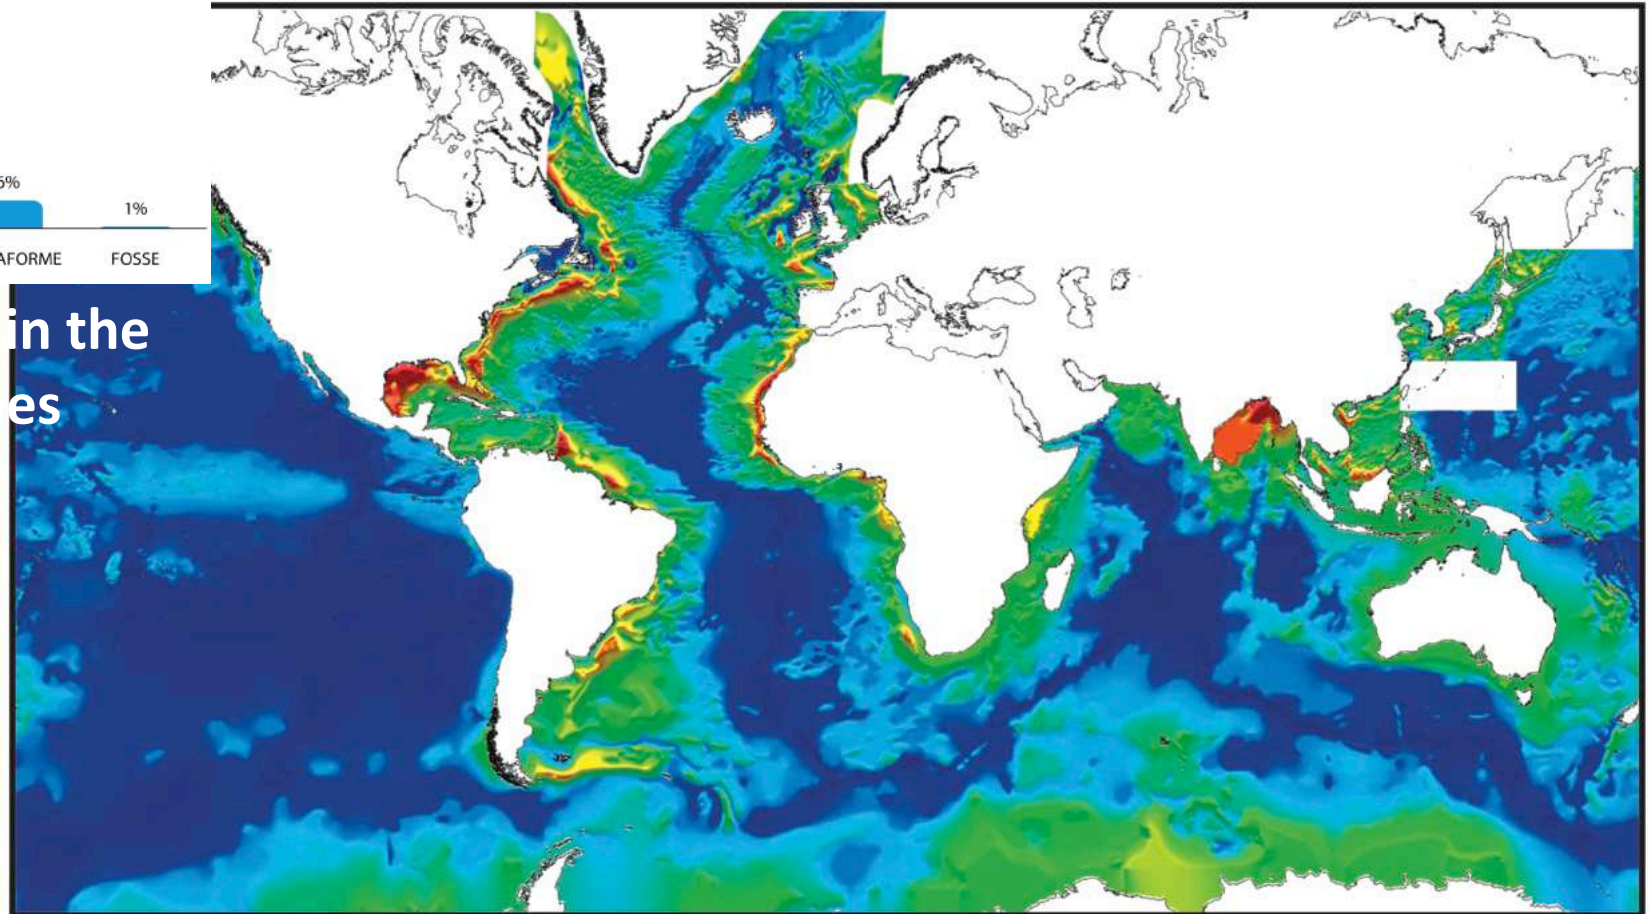 6%
1%
AFORME
FOSSE
in the
es